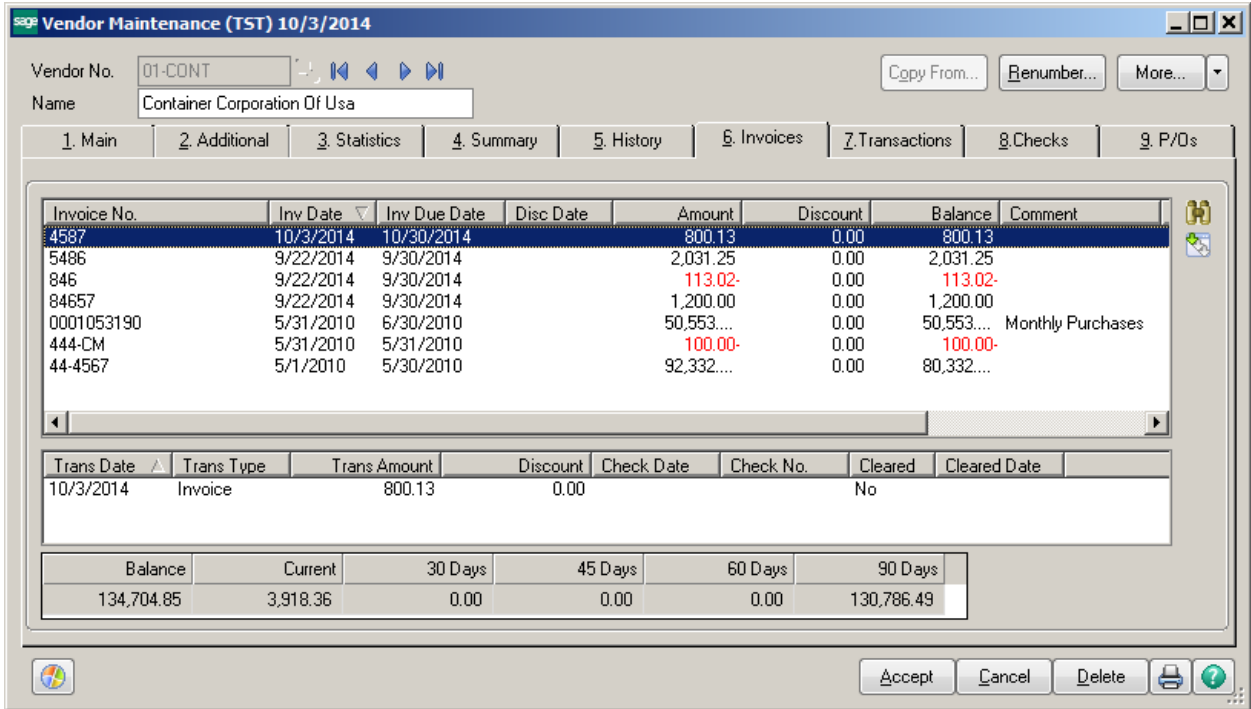 sage Vendor Maintenance (TST) 10/3/2014
Vendor No. 01-CONT Copy From... Renumber... More...
Name Container Corporation Of Usa
1. Main 2. Additional 3. Statistics 4. Summary 5. History 6. Invoices 7.Transactions 8.Checks 9. P/Os
Invoice No. Inv Date Inv Due Date Disc Date Amount Discount Balance Comment
4587 10/3/2014 10/30/2014 800.13 0.00 800.13
5486 9/22/2014 9/30/2014 2,031.25 0.00 2,031.25
846 9/22/2014 9/30/2014 113.02- 0.00 113.02-
84657 9/22/2014 9/30/2014 1,200.00 0.00 1,200.00
0001053190 5/31/2010 6/30/2010 50,553.... 0.00 50,553.... Monthly Purchases
444-CM 5/31/2010 5/31/2010 100.00- 0.00 100.00-
44-4567 5/1/2010 5/30/2010 92,332.... 0.00 80,332....
Trans Date Trans Type Trans Amount Discount Check Date Check No. Cleared Cleared Date
10/3/2014 Invoice 800.13 0.00 No
Balance Current 30 Days 45 Days 60 Days 90 Days
134,704.85 3,918.36 0.00 0.00 0.00 130,786.49
Accept Cancel Delete